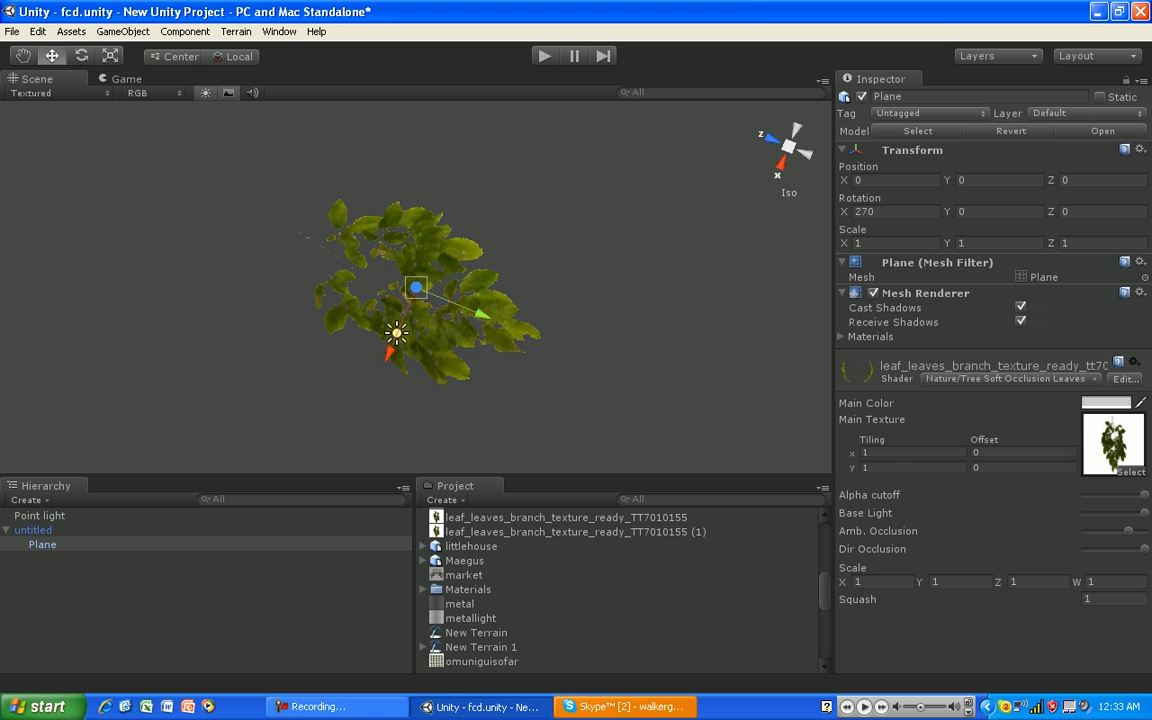 Unity - fcd.unity - New Unity Project - PC and Mac Standalone*
File Edit Assets GameObject Component Terrain Window Help
Center Local Layers Layout
Scene Game
Textured RGB All
z
x
Iso
Inspector
Plane Static
Tag Untagged Layer Default
Model Select Revert Open
Transform
Position
X 0 Y 0 Z 0
Rotation
X 270 Y 0 Z 0
Scale
X 1 Y 1 Z 1
Plane (Mesh Filter)
Mesh Plane
Mesh Renderer
Cast Shadows
Receive Shadows
Materials
leaf_leaves_branch_texture_ready_tt70
Shader Nature/Tree Soft Occlusion Leaves Edit...
Main Color
Main Texture
Tiling Offset
x 1 0
y 1 0
Select
Alpha cutoff
Base Light
Amb. Occlusion
Dir Occlusion
Scale
X 1 Y 1 Z 1 W 1
Squash 1
Hierarchy
Create All
Point light
untitled
Plane
Project
Create All
leaf_leaves_branch_texture_ready_TT7010155
leaf_leaves_branch_texture_ready_TT7010155 (1)
littlehouse
Maegus
market
Materials
metal
metallight
New Terrain
New Terrain 1
omuniguisofar
start Recording... Unity - fcd.unity - Ne... Skype™ [2] - walkerg... 12:33 AM